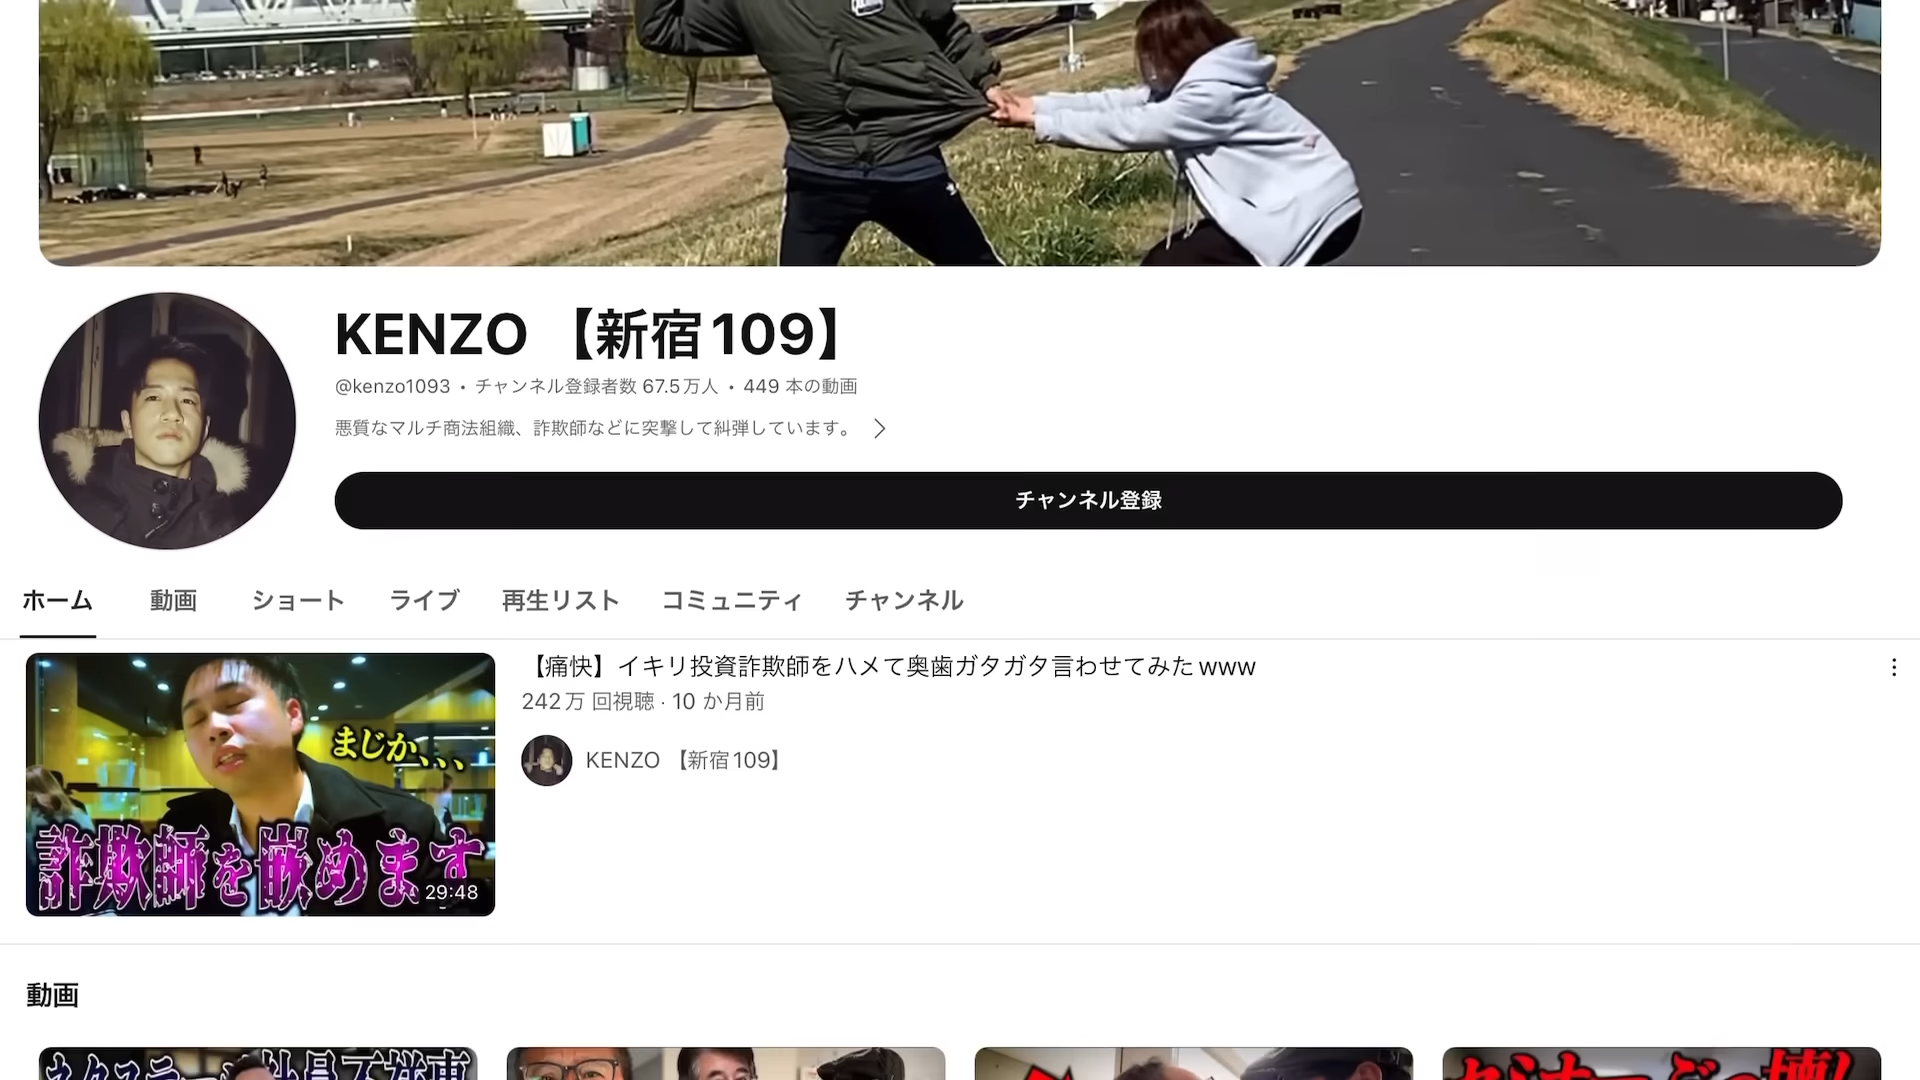 KENZO 【新宿109】
@kenzo1093・チャンネル登録者数 67.5万人・449 本の動画
悪質なマルチ商法組織、詐欺師などに突撃して糾弾しています。
チャンネル登録
ホーム 動画 ショート ライブ 再生リスト コミュニティ チャンネル
まじか、、、
詐欺師を嵌めます
29:48
【痛快】イキリ投資詐欺師をハメて奥歯ガタガタ言わせてみたwww
242万 回視聴・10 か月前
KENZO 【新宿109】
動画